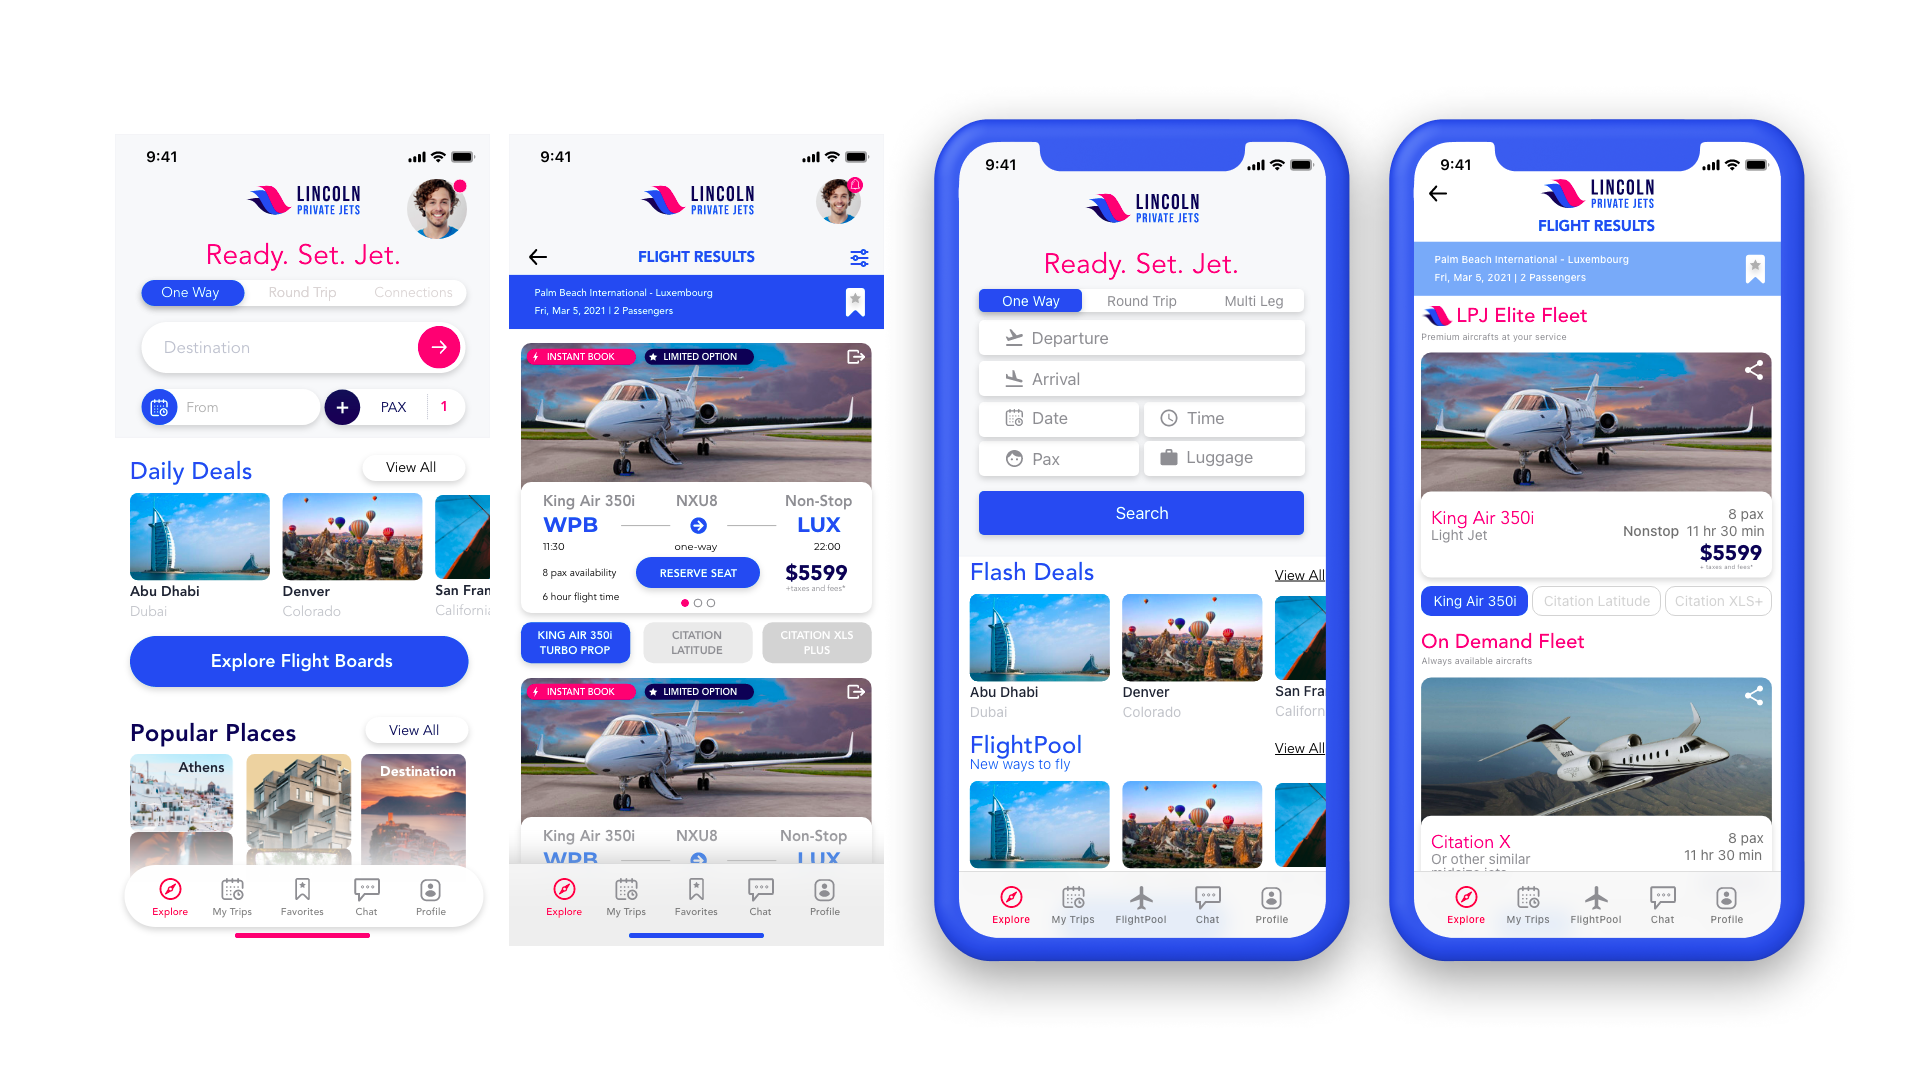 9:41
LINCOLN
PRIVATE JETS
Ready. Set. Jet.
One Way Round Trip Connections
Destination
From + PAX 1
Daily Deals View All
Abu Dhabi Denver San Fran
Dubai Colorado California
Explore Flight Boards
Popular Places View All
Athens Destination
Explore My Trips Favorites Chat Profile
9:41
LINCOLN
PRIVATE JETS
FLIGHT RESULTS
Palm Beach International - Luxembourg
Fri, Mar 5, 2021 | 2 Passengers
INSTANT BOOK LIMITED OPTION
King Air 350i NXU8 Non-Stop
WPB LUX
11:30 one-way 22:00
8 pax availability RESERVE SEAT $5599
+taxes and fees*
6 hour flight time
KING AIR 350i CITATION CITATION XLS
TURBO PROP LATITUDE PLUS
INSTANT BOOK LIMITED OPTION
King Air 350i NXU8 Non-Stop
WPB LUX
Explore My Trips Favorites Chat Profile
9:41
LINCOLN
PRIVATE JETS
Ready. Set. Jet.
One Way Round Trip Multi Leg
Departure
Arrival
Date Time
Pax Luggage
Search
Flash Deals View All
Abu Dhabi Denver San Fra
Dubai Colorado Californ
FlightPool View All
New ways to fly
Explore My Trips FlightPool Chat Profile
9:41
LINCOLN
PRIVATE JETS
FLIGHT RESULTS
Palm Beach International - Luxembourg
Fri, Mar 5, 2021 | 2 Passengers
LPJ Elite Fleet
Premium aircrafts at your service
King Air 350i 8 pax
Light Jet Nonstop 11 hr 30 min
$5599
+ taxes and fees*
King Air 350i Citation Latitude Citation XLS+
On Demand Fleet
Always available aircrafts
Citation X 8 pax
Or other similar 11 hr 30 min
midsize jets
Explore My Trips FlightPool Chat Profile